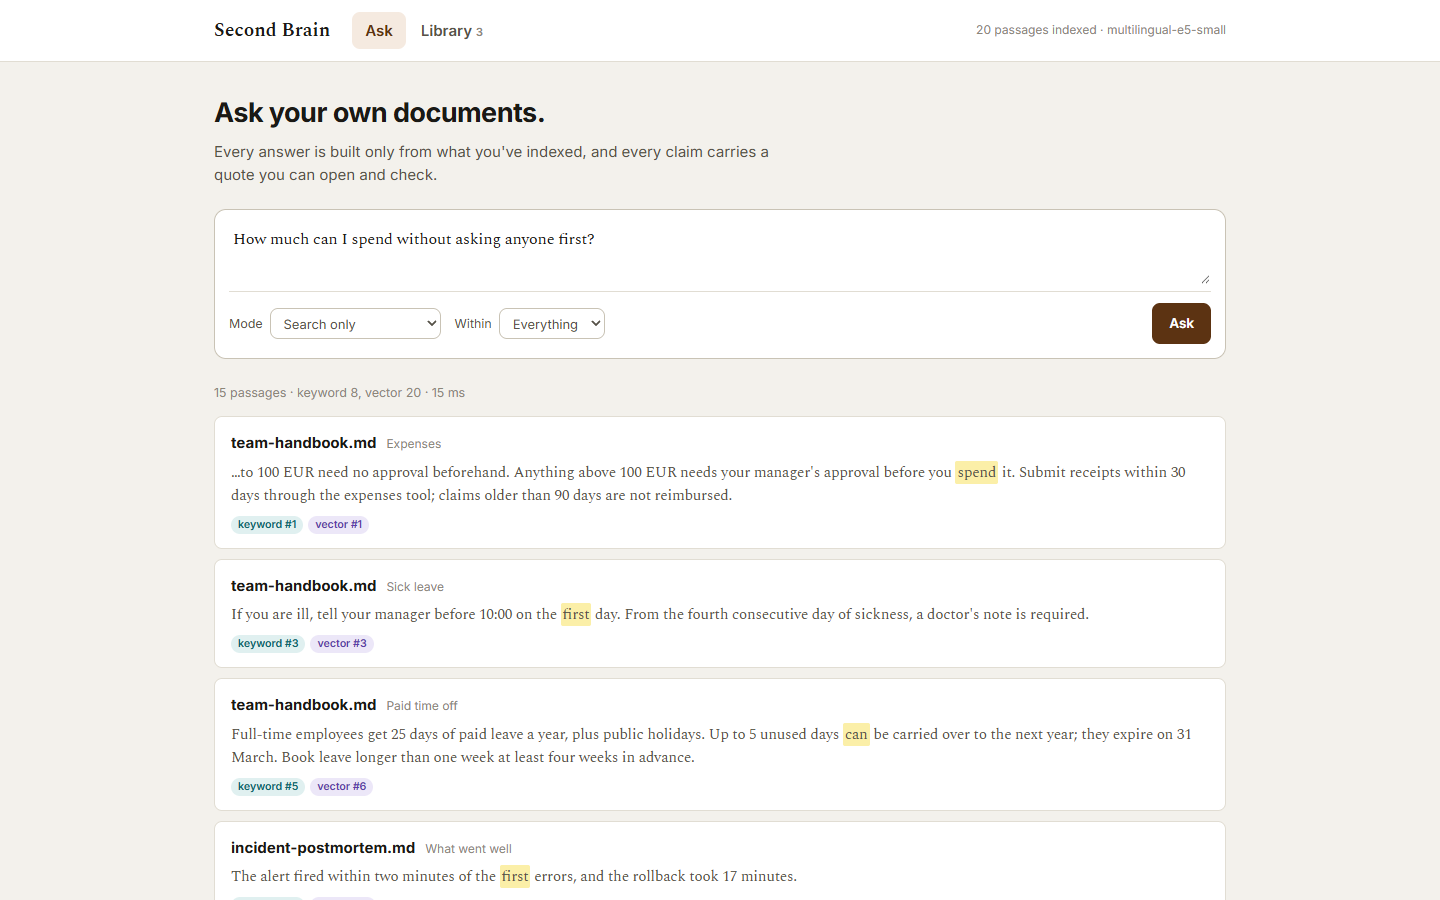 Second Brain Ask Library 3 20 passages indexed · multilingual-e5-small
Ask your own documents.
Every answer is built only from what you've indexed, and every claim carries a
quote you can open and check.
How much can I spend without asking anyone first?
Mode Search only Within Everything Ask
15 passages · keyword 8, vector 20 · 15 ms
team-handbook.md Expenses
...to 100 EUR need no approval beforehand. Anything above 100 EUR needs your manager's approval before you spend it. Submit receipts within 30
days through the expenses tool; claims older than 90 days are not reimbursed.
keyword #1 vector #1
team-handbook.md Sick leave
If you are ill, tell your manager before 10:00 on the first day. From the fourth consecutive day of sickness, a doctor's note is required.
keyword #3 vector #3
team-handbook.md Paid time off
Full-time employees get 25 days of paid leave a year, plus public holidays. Up to 5 unused days can be carried over to the next year; they expire on 31
March. Book leave longer than one week at least four weeks in advance.
keyword #5 vector #6
incident-postmortem.md What went well
The alert fired within two minutes of the first errors, and the rollback took 17 minutes.